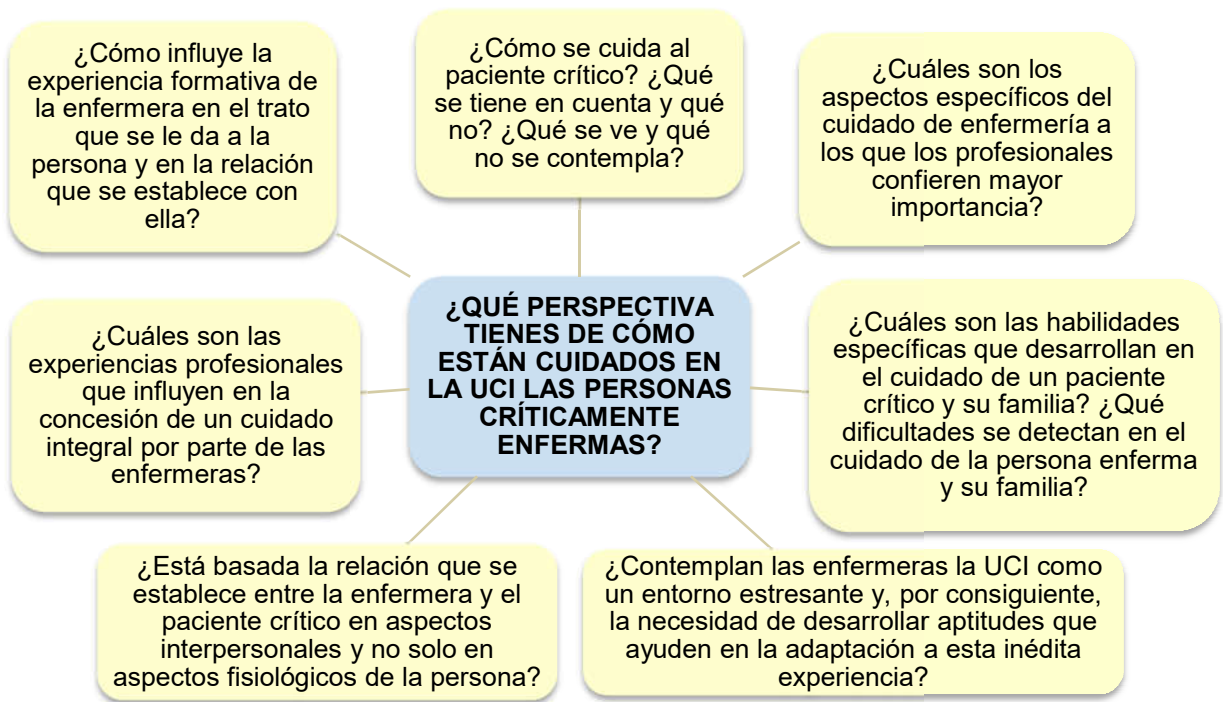 ¿Cómo influye la
experiencia formativa de
la enfermera en el trato
que se le da a la
persona y en la relación
que se establece con
ella?
¿Cómo se cuida al
paciente crítico? ¿Qué
se tiene en cuenta y qué
no? ¿Qué se ve y qué
no se contempla?
¿Cuáles son los
aspectos específicos del
cuidado de enfermería a
los que los profesionales
confieren mayor
importancia?
¿Cuáles son las
experiencias profesionales
que influyen en la
concesión de un cuidado
integral por parte de las
enfermeras?
¿QUÉ PERSPECTIVA
TIENES DE CÓMO
ESTÁN CUIDADOS EN
LA UCI LAS PERSONAS
CRÍTICAMENTE
ENFERMAS?
¿Cuáles son las habilidades
específicas que desarrollan en
el cuidado de un paciente
crítico y su familia? ¿Qué
dificultades se detectan en el
cuidado de la persona enferma
y su familia?
¿Está basada la relación que se
establece entre la enfermera y el
paciente crítico en aspectos
interpersonales y no solo en
aspectos fisiológicos de la persona?
¿Contemplan las enfermeras la UCI como
un entorno estresante y, por consiguiente,
la necesidad de desarrollar aptitudes que
ayuden en la adaptación a esta inédita
experiencia?